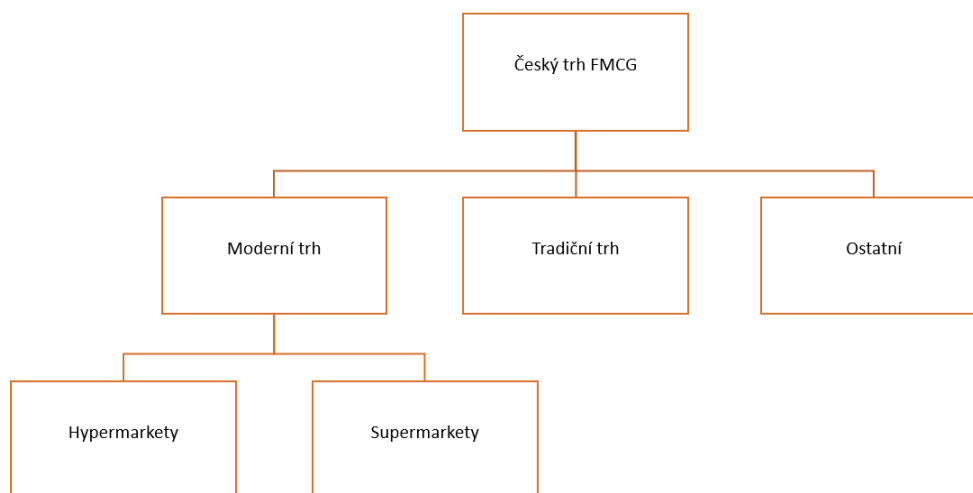 Český trh FMCG
Moderní trh
Tradiční trh
Ostatní
Hypermarkety
Supermarkety